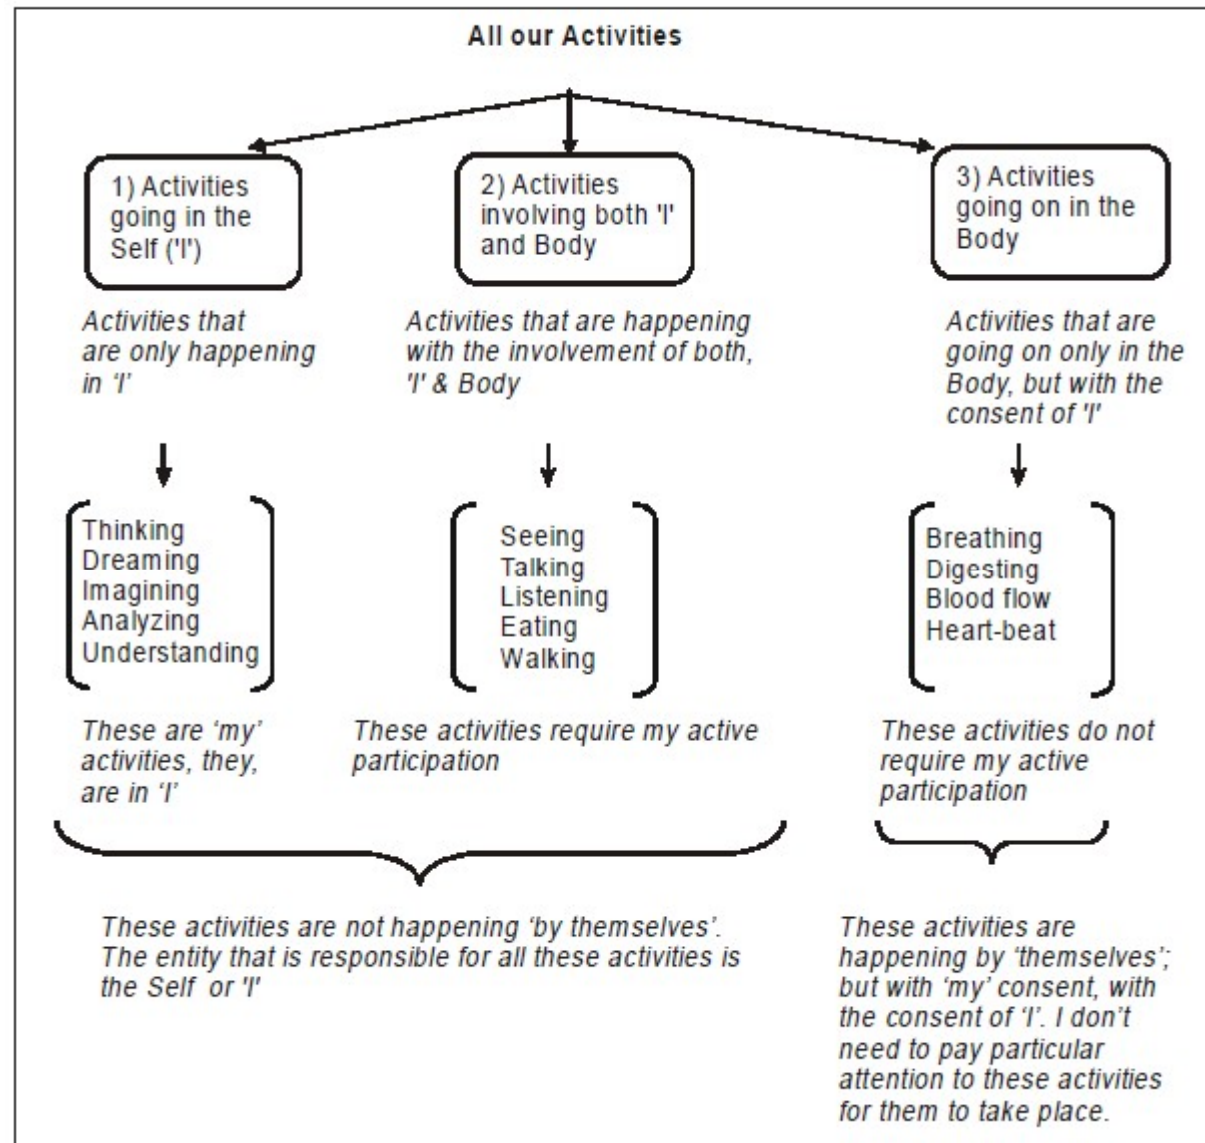 All our Activities
1) Activities
going in the
Self ('I')
2) Activities
involving both 'I'
and Body
3) Activities
going on in the
Body
Activities that
are only happening
in ‘I’
Activities that are happening
with the involvement of both,
'I' & Body
Activities that are
going on only in the
Body, but with the
consent of 'I'
Thinking
Dreaming
Imagining
Analyzing
Understanding
Seeing
Talking
Listening
Eating
Walking
Breathing
Digesting
Blood flow
Heart-beat
These are ‘my’
activities, they,
are in ‘I’
These activities require my active
participation
These activities do not
require my active
participation
These activities are not happening ‘by themselves’.
The entity that is responsible for all these activities is
the Self or 'I'
These activities are
happening by ‘themselves’;
but with ‘my’ consent, with
the consent of ‘I’. I don’t
need to pay particular
attention to these activities
for them to take place.